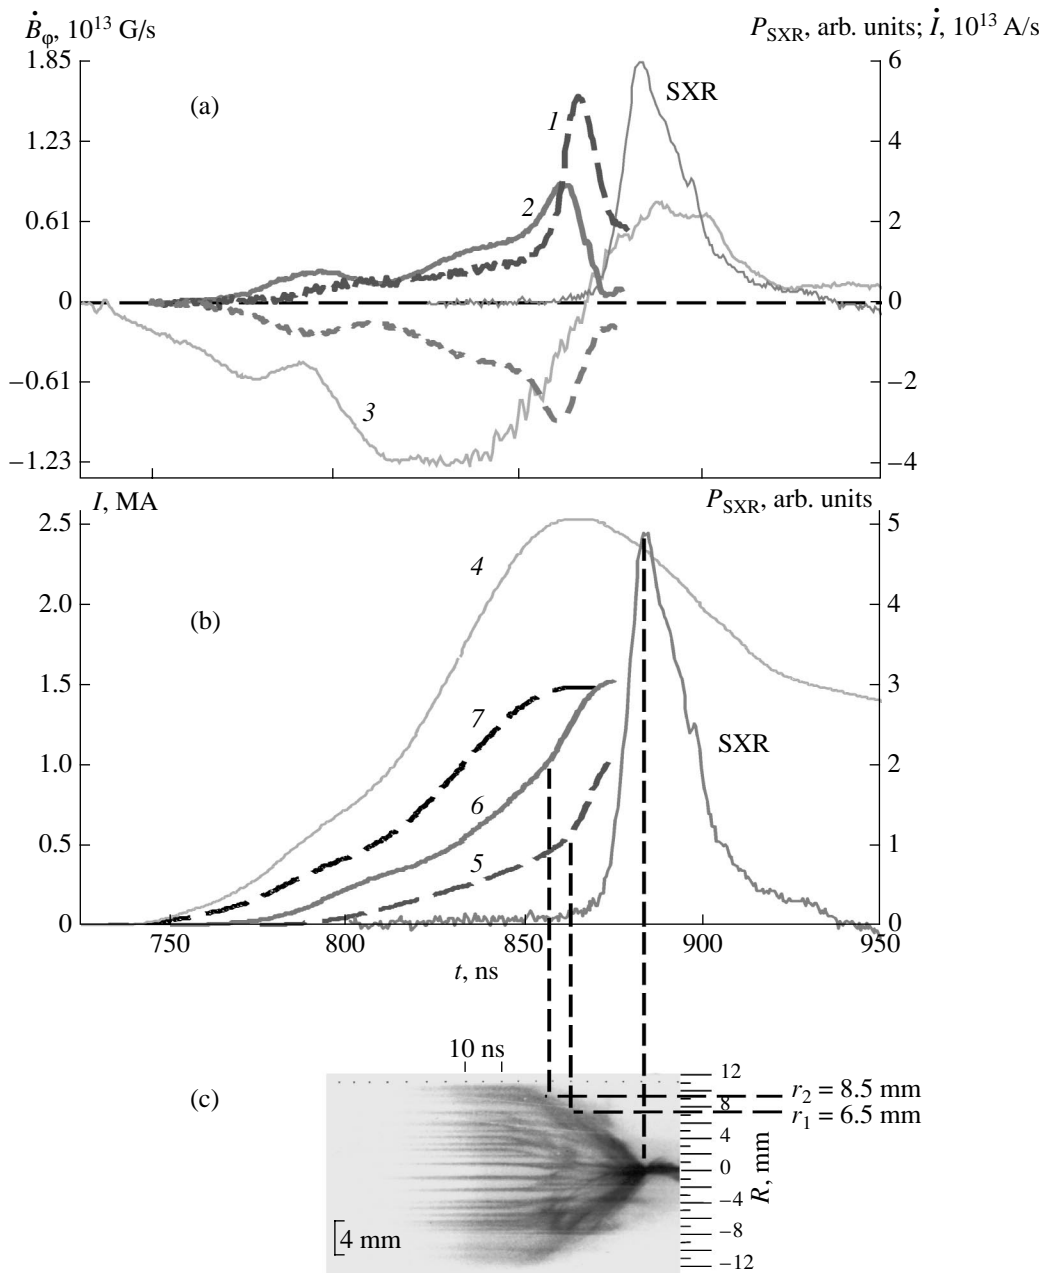 Ḃφ, 10¹³ G/s
P_SXR, arb. units; İ, 10¹³ A/s
1.85 6
(a) SXR
1
1.23 4
2
0.61 2
0 0
−0.61 −2
3
−1.23 −4
I, MA P_SXR, arb. units
2.5 5
4
2.0 4
(b)
1.5 3
7
SXR
1.0 2
6
0.5 1
5
0 0
750 800 850 900 950
t, ns
10 ns
12
(c)
r₂ = 8.5 mm
8
r₁ = 6.5 mm
4
0
R, mm
−4
−8
4 mm
−12